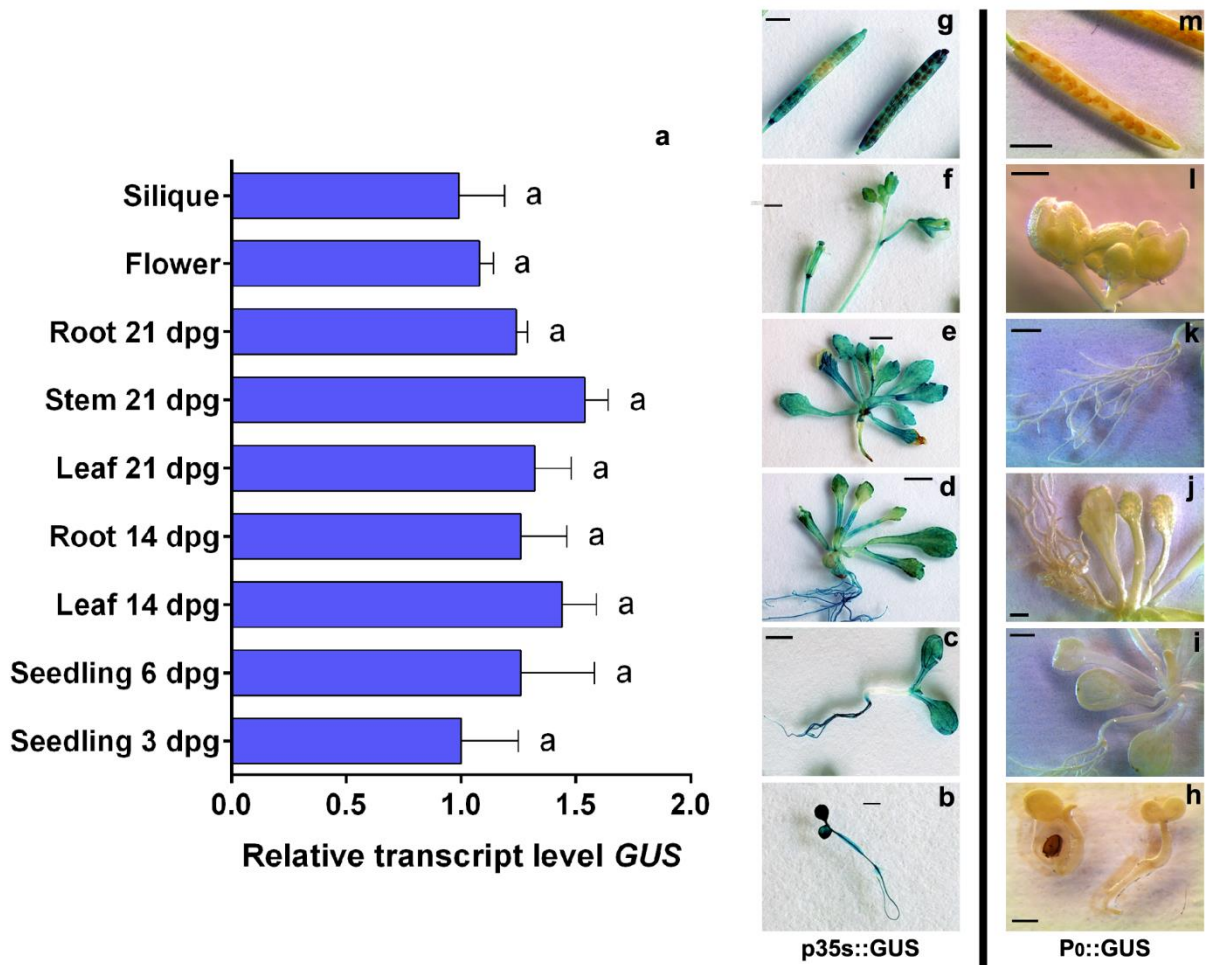 a
Silique a
Flower a
Root 21 dpg a
Stem 21 dpg a
Leaf 21 dpg a
Root 14 dpg a
Leaf 14 dpg a
Seedling 6 dpg a
Seedling 3 dpg a
0.0 0.5 1.0 1.5 2.0
Relative transcript level GUS
g
f
e
d
c
b
p35s::GUS
m
l
k
j
i
h
P0::GUS